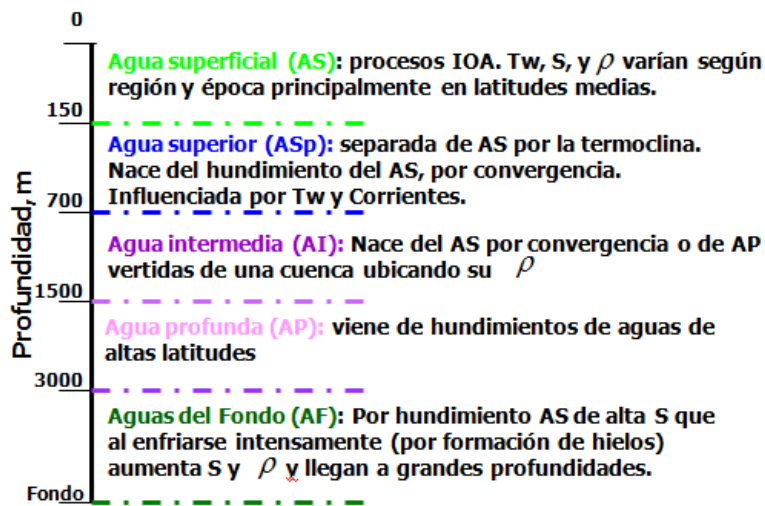 0
Agua superficial (AS): procesos IOA. Tw, S, y ρ varían según
región y época principalmente en latitudes medias.
150
Agua superior (ASp): separada de AS por la termoclina.
Nace del hundimiento del AS, por convergencia.
Influenciada por Tw y Corrientes.
700
Profundidad, m
Agua intermedia (AI): Nace del AS por convergencia o de AP
vertidas de una cuenca ubicando su ρ
1500
Agua profunda (AP): viene de hundimientos de aguas de
altas latitudes
3000
Aguas del Fondo (AF): Por hundimiento AS de alta S que
al enfriarse intensamente (por formación de hielos)
aumenta S y ρ y llegan a grandes profundidades.
Fondo